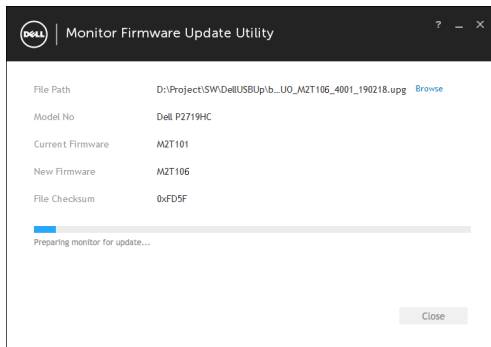 DELL Monitor Firmware Update Utility ? _ ×
File Path D:\Project\SW\DellUSBUp\b...UO_M2T106_4001_190218.upg Browse
Model No Dell P2719HC
Current Firmware M2T101
New Firmware M2T106
File Checksum 0xFD5F
Preparing monitor for update...
Close